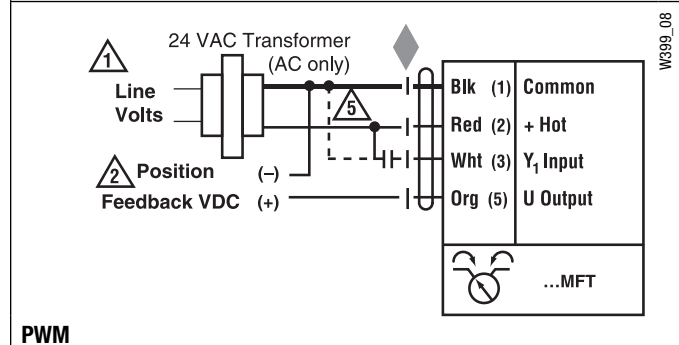 W399_08
24 VAC Transformer
(AC only)
1
Line
Volts
5
2 Position (–)
Feedback VDC (+)
Blk (1) Common
Red (2) + Hot
Wht (3) Y₁ Input
Org (5) U Output
...MFT
PWM